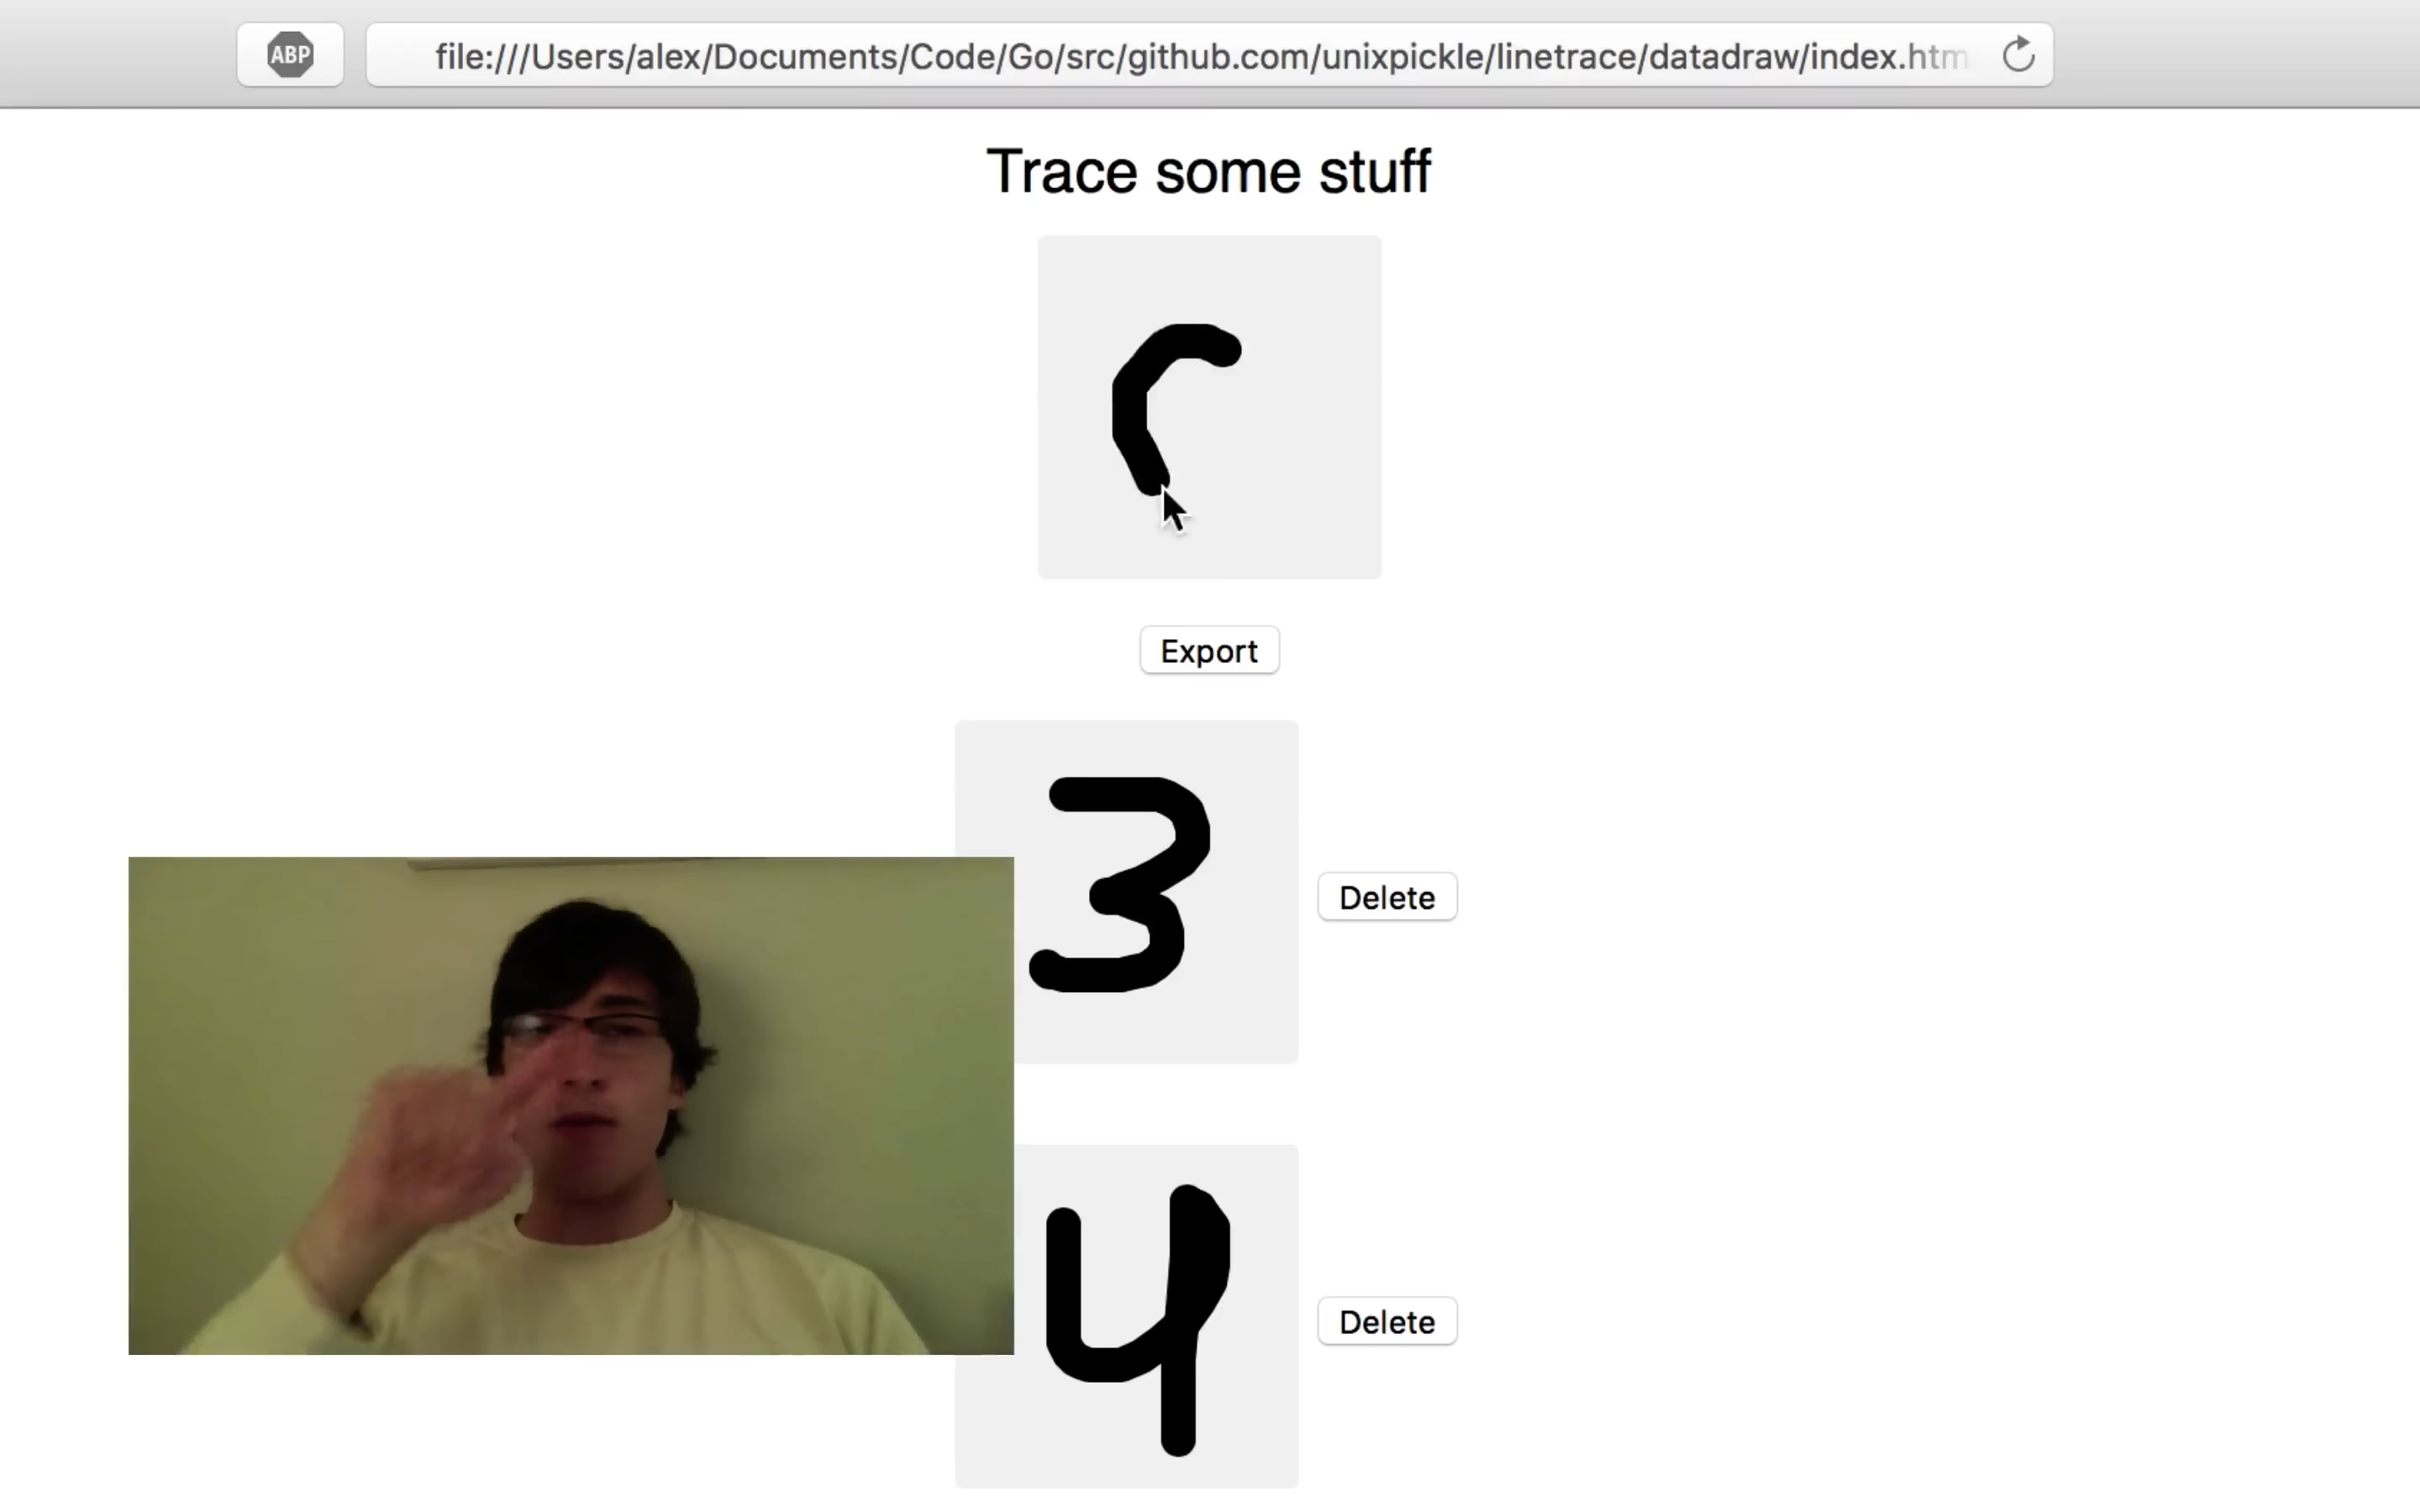 ABP
file:///Users/alex/Documents/Code/Go/src/github.com/unixpickle/linetrace/datadraw/index.htm
Trace some stuff
Export
3
Delete
4
Delete